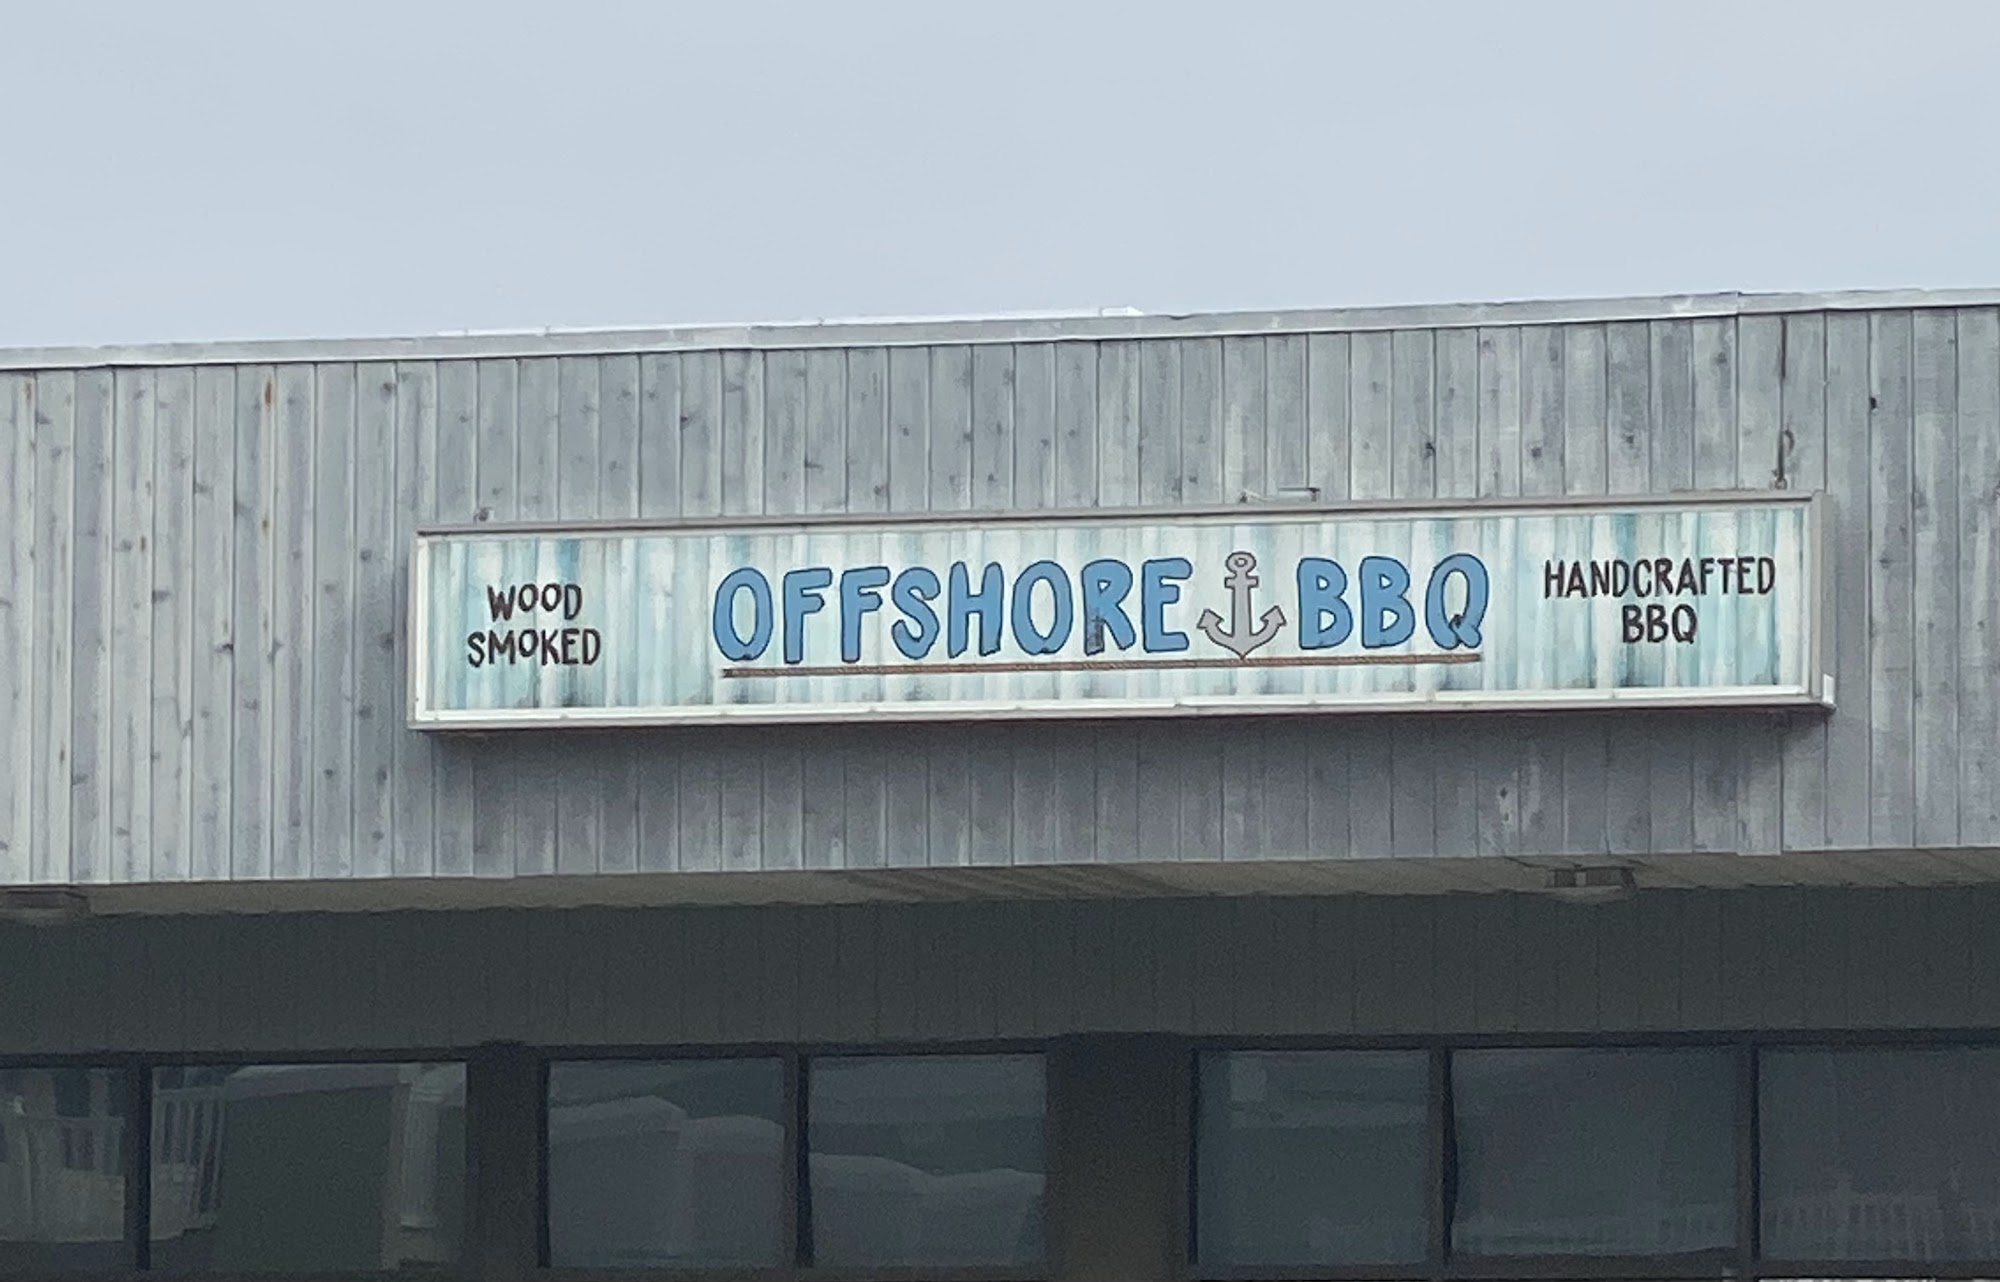 WOOD
SMOKED
OFFSHORE BBQ
HANDCRAFTED
BBQ